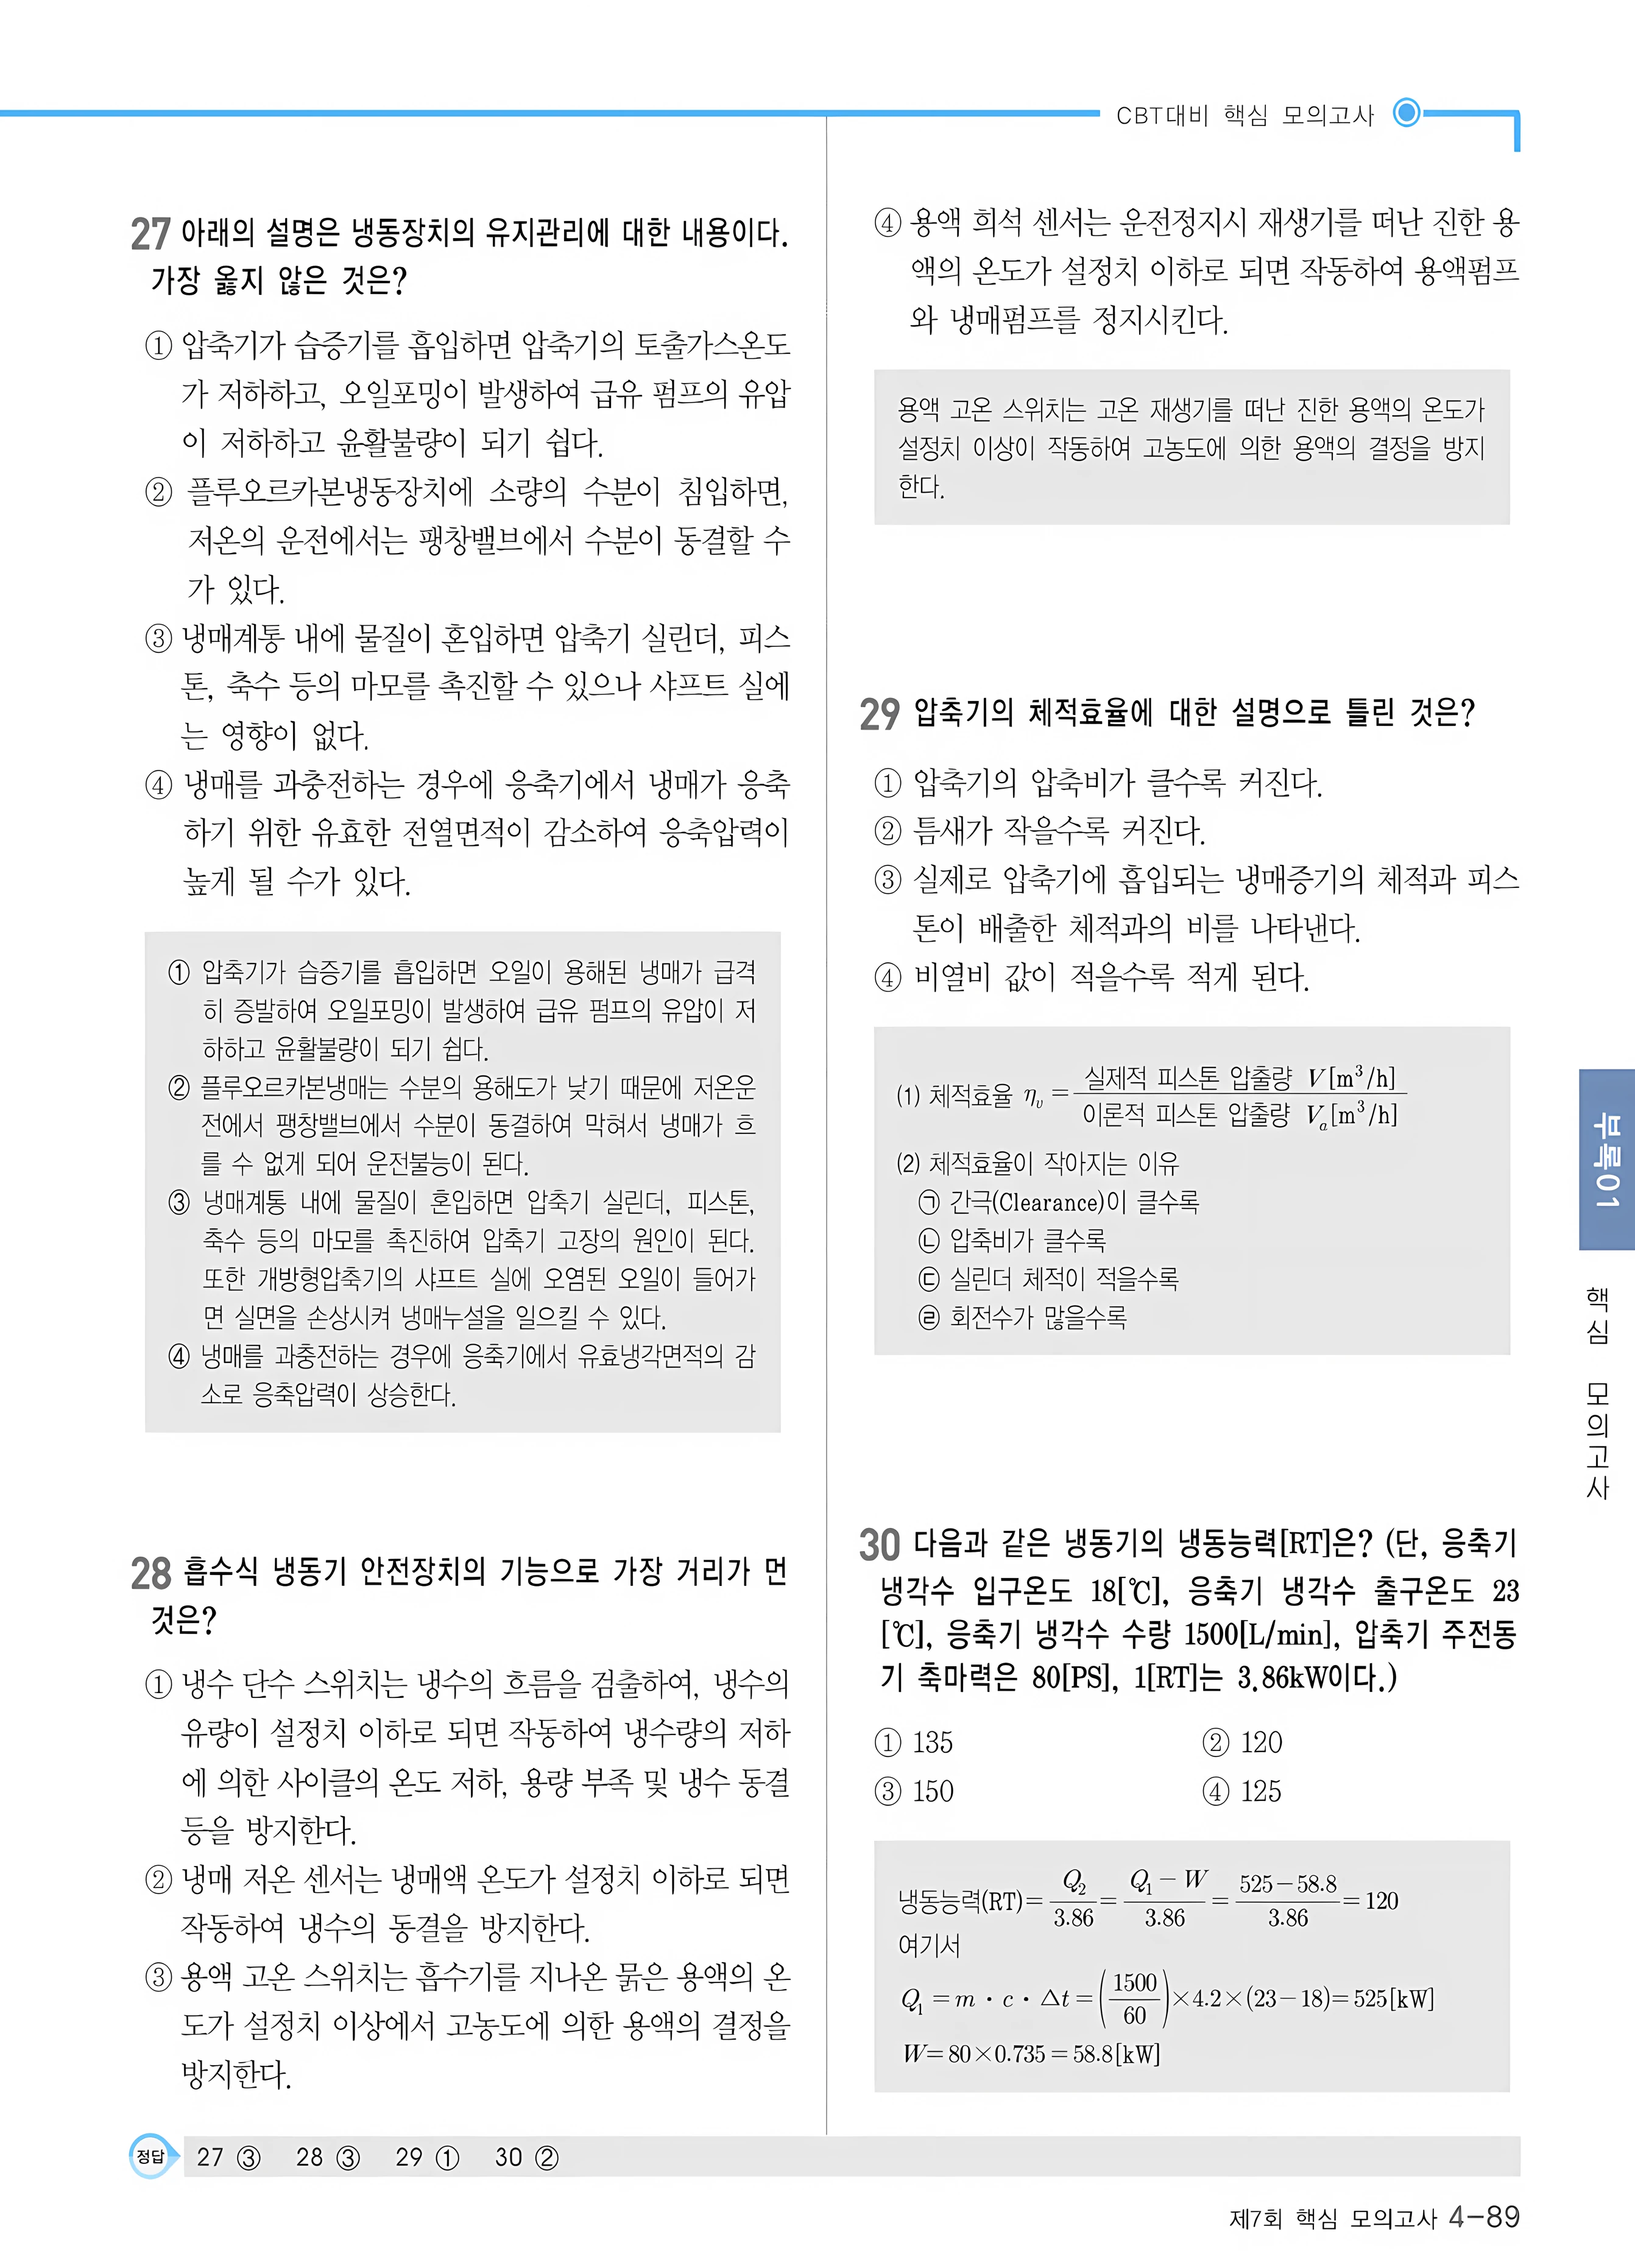 CBT대비 핵심 모의고사
27 아래의 설명은 냉동장치의 유지관리에 대한 내용이다.
가장 옳지 않은 것은?
① 압축기가 습증기를 흡입하면 압축기의 토출가스온도
가 저하하고, 오일포밍이 발생하여 급유 펌프의 유압
이 저하하고 윤활불량이 되기 쉽다.
② 플루오르카본냉동장치에 소량의 수분이 침입하면,
저온의 운전에서는 팽창밸브에서 수분이 동결할 수
가 있다.
③ 냉매계통 내에 물질이 혼입하면 압축기 실린더, 피스
톤, 축수 등의 마모를 촉진할 수 있으나 샤프트 실에
는 영향이 없다.
④ 냉매를 과충전하는 경우에 응축기에서 냉매가 응축
하기 위한 유효한 전열면적이 감소하여 응축압력이
높게 될 수가 있다.
① 압축기가 습증기를 흡입하면 오일이 용해된 냉매가 급격
히 증발하여 오일포밍이 발생하여 급유 펌프의 유압이 저
하하고 윤활불량이 되기 쉽다.
② 플루오르카본냉매는 수분의 용해도가 낮기 때문에 저온운
전에서 팽창밸브에서 수분이 동결하여 막혀서 냉매가 흐
를 수 없게 되어 운전불능이 된다.
③ 냉매계통 내에 물질이 혼입하면 압축기 실린더, 피스톤,
축수 등의 마모를 촉진하여 압축기 고장의 원인이 된다.
또한 개방형압축기의 샤프트 실에 오염된 오일이 들어가
면 실면을 손상시켜 냉매누설을 일으킬 수 있다.
④ 냉매를 과충전하는 경우에 응축기에서 유효냉각면적의 감
소로 응축압력이 상승한다.
28 흡수식 냉동기 안전장치의 기능으로 가장 거리가 먼
것은?
① 냉수 단수 스위치는 냉수의 흐름을 검출하여, 냉수의
유량이 설정치 이하로 되면 작동하여 냉수량의 저하
에 의한 사이클의 온도 저하, 용량 부족 및 냉수 동결
등을 방지한다.
② 냉매 저온 센서는 냉매액 온도가 설정치 이하로 되면
작동하여 냉수의 동결을 방지한다.
③ 용액 고온 스위치는 흡수기를 지나온 묽은 용액의 온
도가 설정치 이상에서 고농도에 의한 용액의 결정을
방지한다.
④ 용액 희석 센서는 운전정지시 재생기를 떠난 진한 용
액의 온도가 설정치 이하로 되면 작동하여 용액펌프
와 냉매펌프를 정지시킨다.
용액 고온 스위치는 고온 재생기를 떠난 진한 용액의 온도가
설정치 이상이 작동하여 고농도에 의한 용액의 결정을 방지
한다.
29 압축기의 체적효율에 대한 설명으로 틀린 것은?
① 압축기의 압축비가 클수록 커진다.
② 틈새가 작을수록 커진다.
③ 실제로 압축기에 흡입되는 냉매증기의 체적과 피스
톤이 배출한 체적과의 비를 나타낸다.
④ 비열비 값이 적을수록 적게 된다.
(1) 체적효율 η_v = 실제적 피스톤 압출량 V[m³/h] / 이론적 피스톤 압출량 V_a[m³/h]
(2) 체적효율이 작아지는 이유
㉠ 간극(Clearance)이 클수록
㉡ 압축비가 클수록
㉢ 실린더 체적이 적을수록
㉣ 회전수가 많을수록
30 다음과 같은 냉동기의 냉동능력[RT]은? (단, 응축기
냉각수 입구온도 18[℃], 응축기 냉각수 출구온도 23
[℃], 응축기 냉각수 수량 1500[L/min], 압축기 주전동
기 축마력은 80[PS], 1[RT]는 3.86kW이다.)
① 135 ② 120
③ 150 ④ 125
냉동능력(RT) = Q₂/3.86 = (Q₁ − W)/3.86 = (525−58.8)/3.86 = 120
여기서
Q₁ = m · c · Δt = (1500/60) × 4.2 × (23−18) = 525[kW]
W = 80×0.735 = 58.8[kW]
부록01
핵심 모의고사
정답 27 ③ 28 ③ 29 ① 30 ②
제7회 핵심 모의고사 4-89